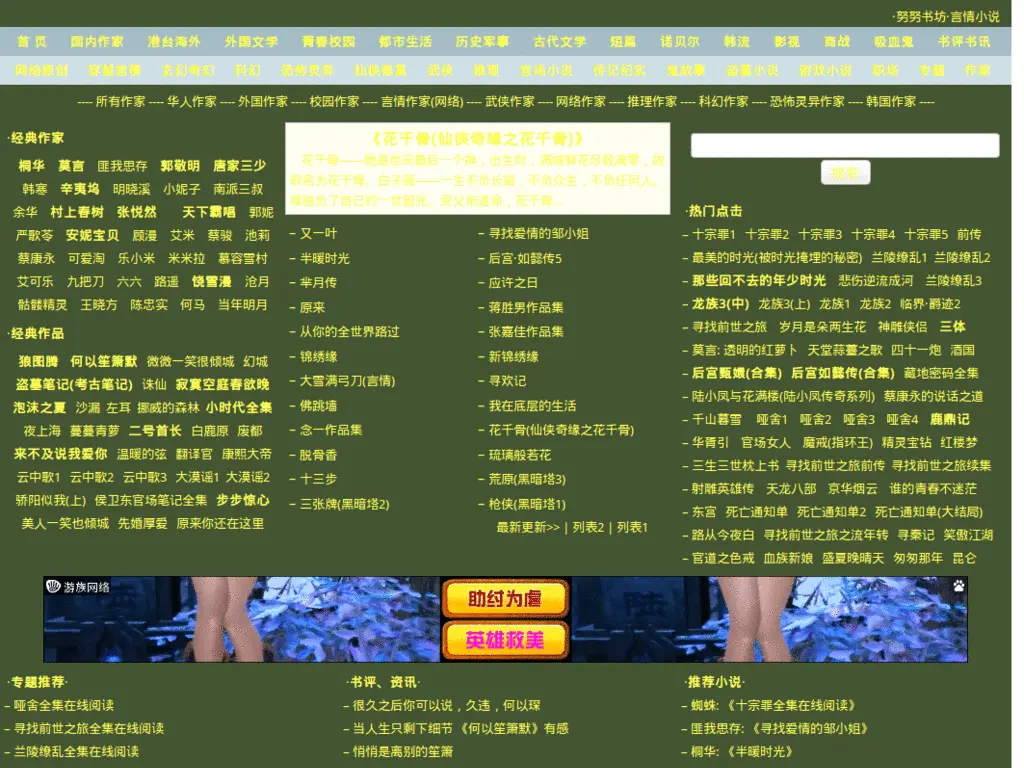 ·努努书坊·言情小说
首 页 国内作家 港台海外 外国文学 青春校园 都市生活 历史军事 古代文学 短篇 诺贝尔 韩流 影视 商战 吸血鬼 书评书讯
网络原创 穿越言情 玄幻奇幻 科幻 恐怖灵异 仙侠修真 武侠 推理 官场小说 传记纪实 鬼故事 盗墓小说 游戏小说 职场 专题 作家
---- 所有作家 ---- 华人作家 ---- 外国作家 ---- 校园作家 ---- 言情作家(网络) ---- 武侠作家 ---- 网络作家 ---- 推理作家 ---- 科幻作家 ---- 恐怖灵异作家 ---- 韩国作家 ----
·经典作家
桐华 莫言 匪我思存 郭敬明 唐家三少
韩寒 辛夷坞 明晓溪 小妮子 南派三叔
余华 村上春树 张悦然 天下霸唱 郭妮
严歌苓 安妮宝贝 顾漫 艾米 蔡骏 池莉
蔡康永 可爱淘 乐小米 米米拉 慕容雪村
艾可乐 九把刀 六六 路遥 饶雪漫 沧月
骷髅精灵 王晓方 陈忠实 何马 当年明月
·经典作品
狼图腾 何以笙箫默 微微一笑很倾城 幻城
盗墓笔记(考古笔记) 诛仙 寂寞空庭春欲晚
泡沫之夏 沙漏 左耳 挪威的森林 小时代全集
夜上海 蔓蔓青萝 二号首长 白鹿原 废都
来不及说我爱你 温暖的弦 翻译官 康熙大帝
云中歌1 云中歌2 云中歌3 大漠谣1 大漠谣2
骄阳似我(上) 侯卫东官场笔记全集 步步惊心
美人一笑也倾城 先婚厚爱 原来你还在这里
《花千骨(仙侠奇缘之花千骨)》
花千骨——她是世间最后一个神，出生时，满城鲜花尽数凋零，故
取名为花千骨。白子画——一生不负长留，不负众生，不负任何人，
– 又一叶
– 半暖时光
– 芈月传
– 原来
– 从你的全世界路过
– 锦绣缘
– 大雪满弓刀(言情)
– 佛跳墙
– 念一作品集
– 脱骨香
– 十三步
– 三张牌(黑暗塔2)
– 寻找爱情的邹小姐
– 后宫·如懿传5
– 应许之日
– 蒋胜男作品集
– 张嘉佳作品集
– 新锦绣缘
– 寻欢记
– 我在底层的生活
– 花千骨(仙侠奇缘之花千骨)
– 琉璃般若花
– 荒原(黑暗塔3)
– 枪侠(黑暗塔1)
最新更新>> | 列表2 | 列表1
搜索
·热门点击
– 十宗罪1 十宗罪2 十宗罪3 十宗罪4 十宗罪5 前传
– 最美的时光(被时光掩埋的秘密) 兰陵缭乱1 兰陵缭乱2
– 那些回不去的年少时光 悲伤逆流成河 兰陵缭乱3
– 龙族3(中) 龙族3(上) 龙族1 龙族2 临界·爵迹2
– 寻找前世之旅 岁月是朵两生花 神雕侠侣 三体
– 莫言: 透明的红萝卜 天堂蒜薹之歌 四十一炮 酒国
– 后宫甄嬛(合集) 后宫如懿传(合集) 藏地密码全集
– 陆小凤与花满楼(陆小凤传奇系列) 蔡康永的说话之道
– 千山暮雪 哑舍1 哑舍2 哑舍3 哑舍4 鹿鼎记
– 华胥引 官场女人 魔戒(指环王) 精灵宝钻 红楼梦
– 三生三世枕上书 寻找前世之旅前传 寻找前世之旅续集
– 射雕英雄传 天龙八部 京华烟云 谁的青春不迷茫
– 东宫 死亡通知单 死亡通知单2 死亡通知单(大结局)
– 路从今夜白 寻找前世之旅之流年转 寻秦记 笑傲江湖
– 官道之色戒 血族新娘 盛夏晚晴天 匆匆那年 昆仑
游族网络
助纣为虐
英雄救美
·专题推荐·
– 哑舍全集在线阅读
– 寻找前世之旅全集在线阅读
– 兰陵缭乱全集在线阅读
·书评、资讯·
– 很久之后你可以说，久违，何以琛
– 当人生只剩下细节 《何以笙箫默》有感
– 悄悄是离别的笙箫
·推荐小说·
– 蜘蛛: 《十宗罪全集在线阅读》
– 匪我思存: 《寻找爱情的邹小姐》
– 桐华: 《半暖时光》